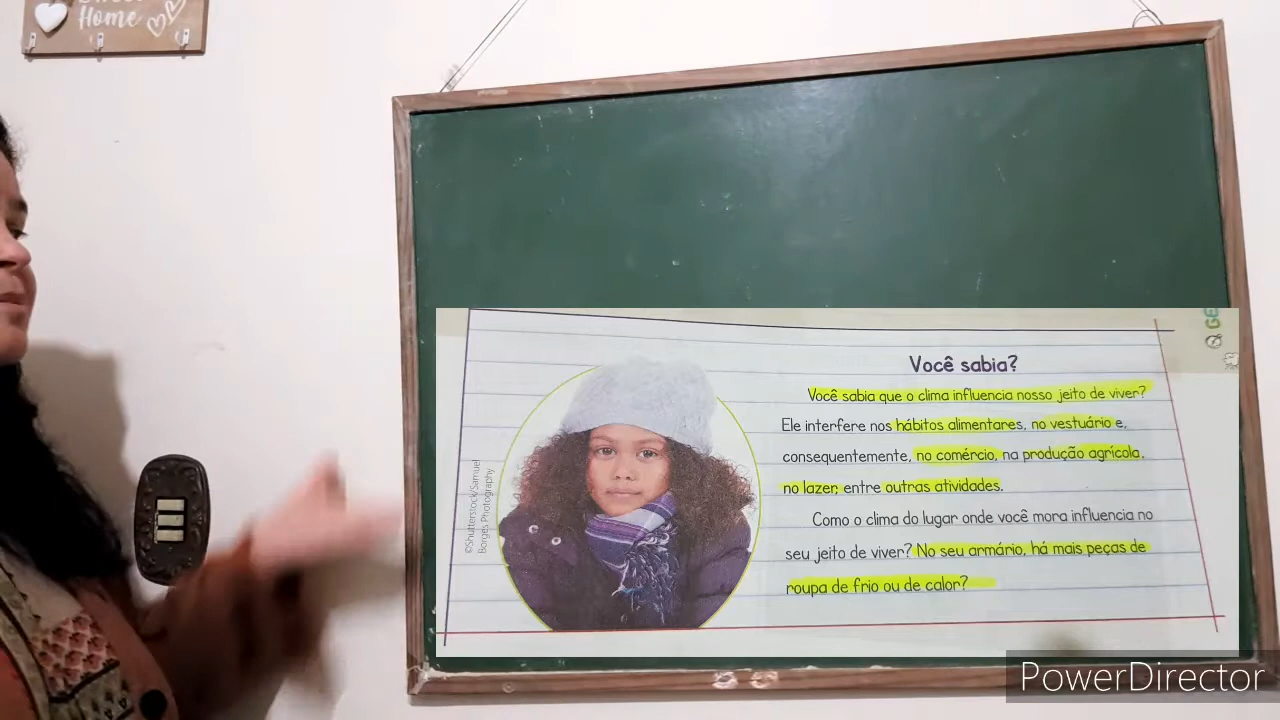 Home
Você sabia?
Você sabia que o clima influencia nosso jeito de viver?
Ele interfere nos hábitos alimentares, no vestuário e,
consequentemente, no comércio, na produção agrícola,
no lazer, entre outras atividades.
Como o clima do lugar onde você mora influencia no
seu jeito de viver? No seu armário, há mais peças de
roupa de frio ou de calor?
©Shutterstock/Samuel
Borges Photography
GE
PowerDirector